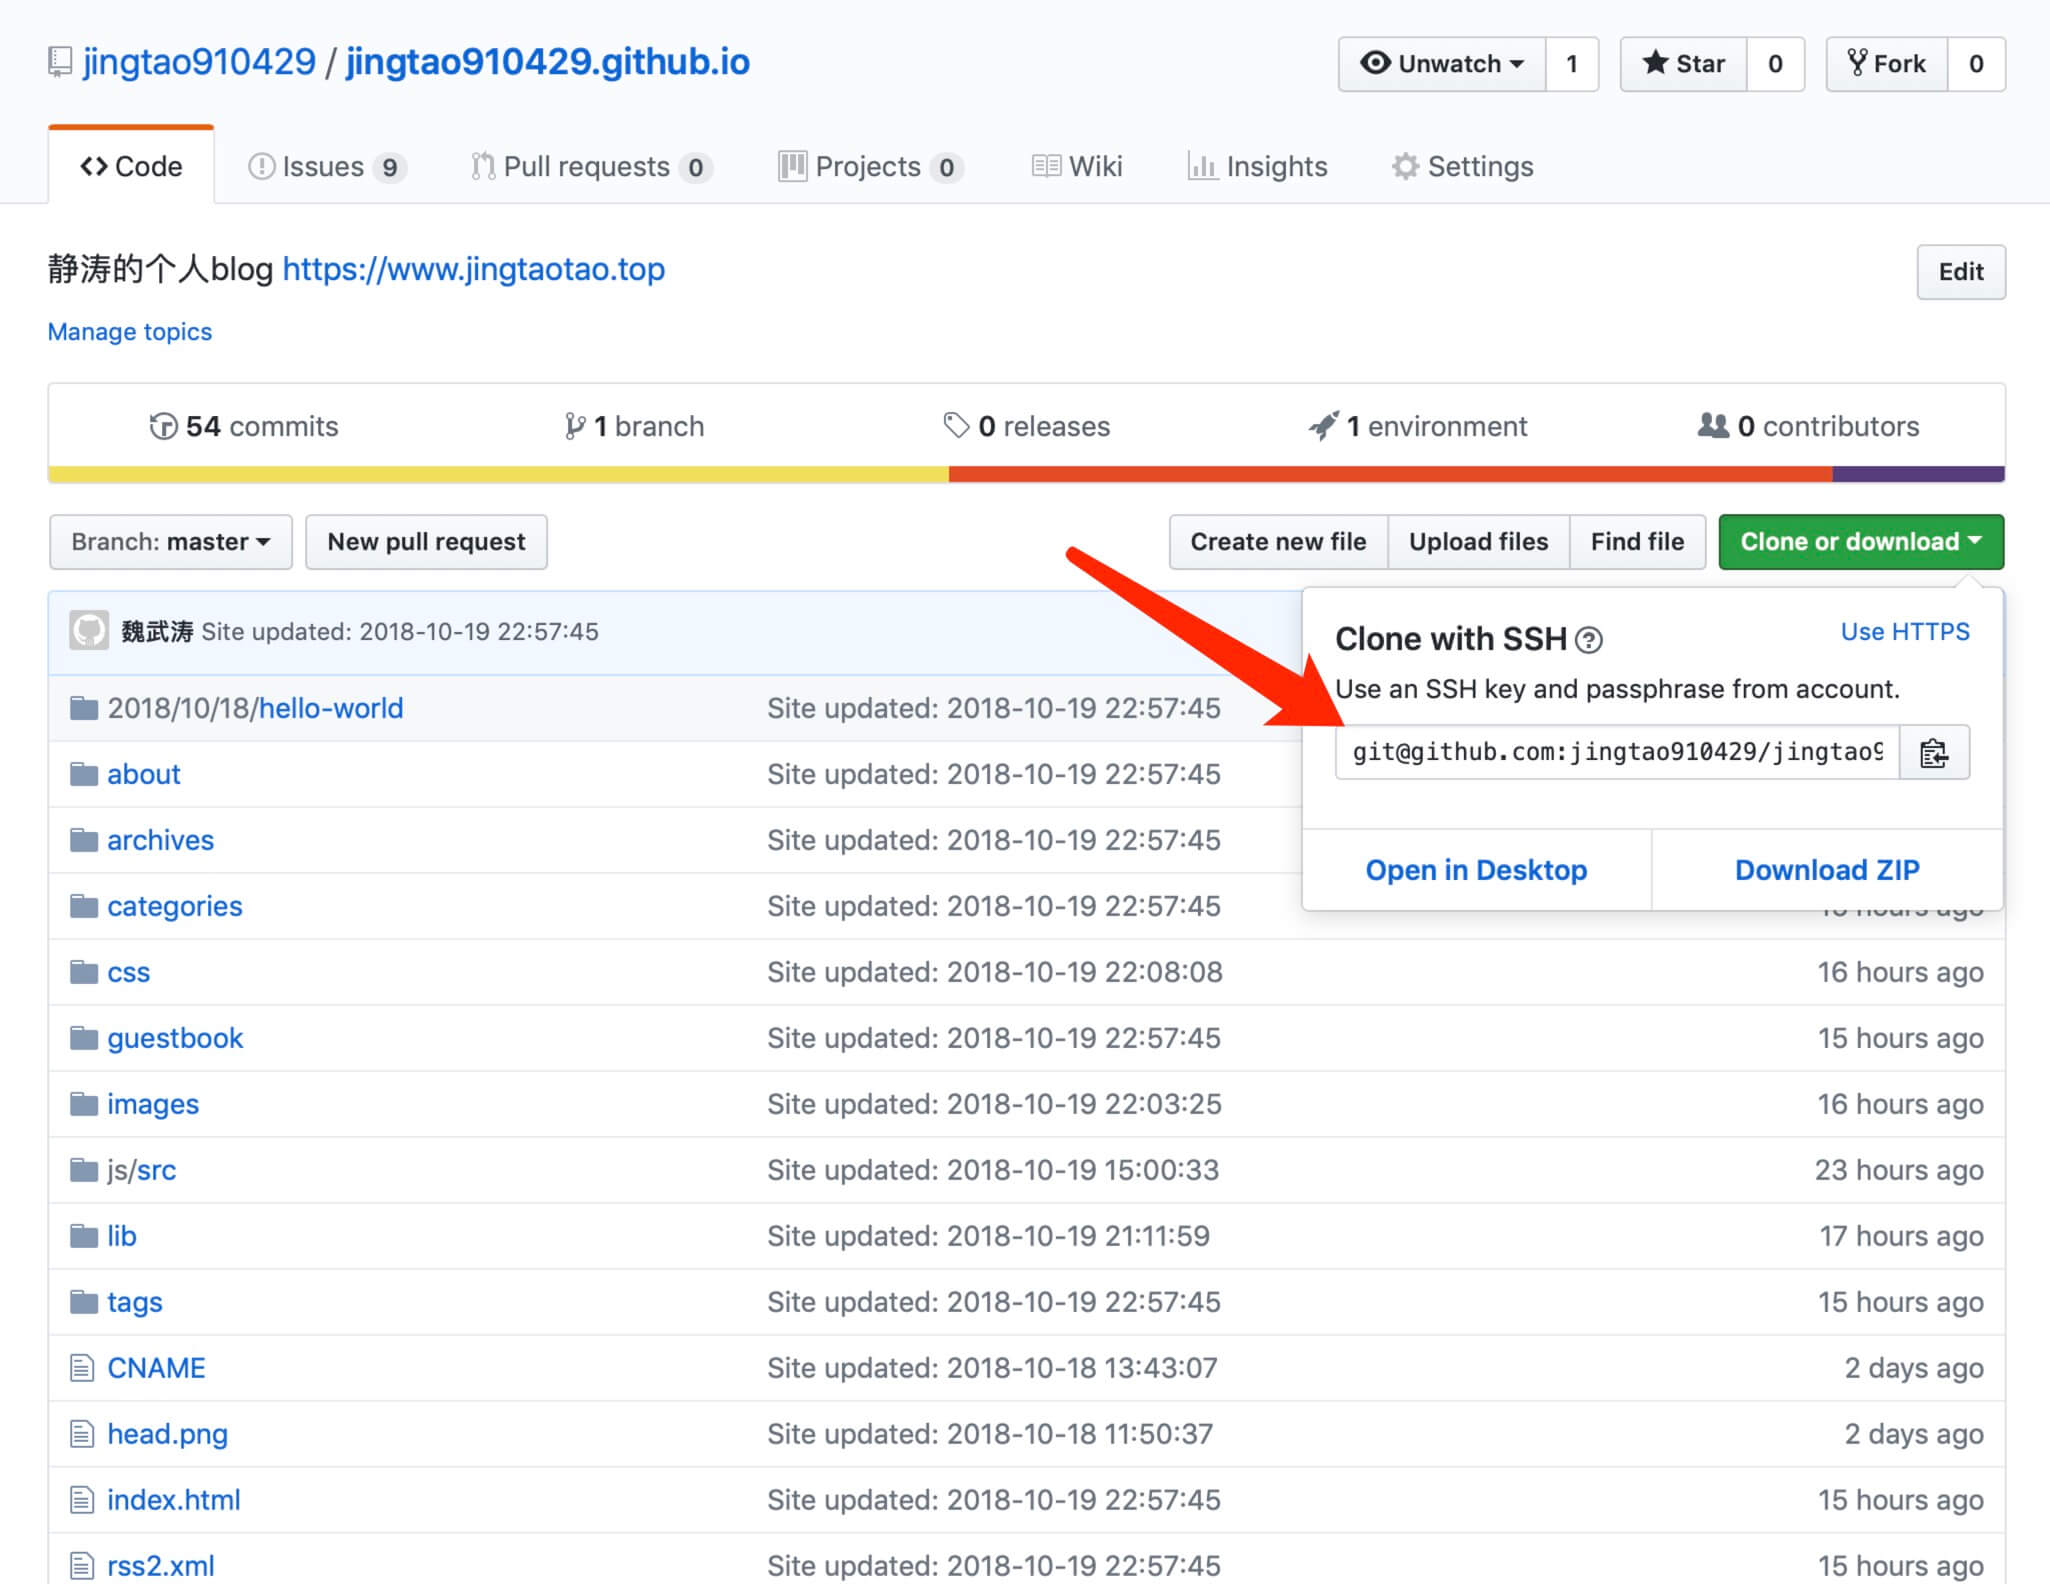 jingtao910429 / jingtao910429.github.io
Unwatch 1 Star 0 Fork 0
Code Issues 9 Pull requests 0 Projects 0 Wiki Insights Settings
静涛的个人blog https://www.jingtaotao.top
Edit
Manage topics
54 commits 1 branch 0 releases 1 environment 0 contributors
Branch: master New pull request Create new file Upload files Find file Clone or download
魏武涛 Site updated: 2018-10-19 22:57:45
Clone with SSH Use HTTPS
Use an SSH key and passphrase from account.
git@github.com:jingtao910429/jingtao9
Open in Desktop Download ZIP
2018/10/18/hello-world Site updated: 2018-10-19 22:57:45
about Site updated: 2018-10-19 22:57:45
archives Site updated: 2018-10-19 22:57:45
categories Site updated: 2018-10-19 22:57:45 hours ago
css Site updated: 2018-10-19 22:08:08 16 hours ago
guestbook Site updated: 2018-10-19 22:57:45 15 hours ago
images Site updated: 2018-10-19 22:03:25 16 hours ago
js/src Site updated: 2018-10-19 15:00:33 23 hours ago
lib Site updated: 2018-10-19 21:11:59 17 hours ago
tags Site updated: 2018-10-19 22:57:45 15 hours ago
CNAME Site updated: 2018-10-18 13:43:07 2 days ago
head.png Site updated: 2018-10-18 11:50:37 2 days ago
index.html Site updated: 2018-10-19 22:57:45 15 hours ago
rss2.xml Site updated: 2018-10-19 22:57:45 15 hours ago